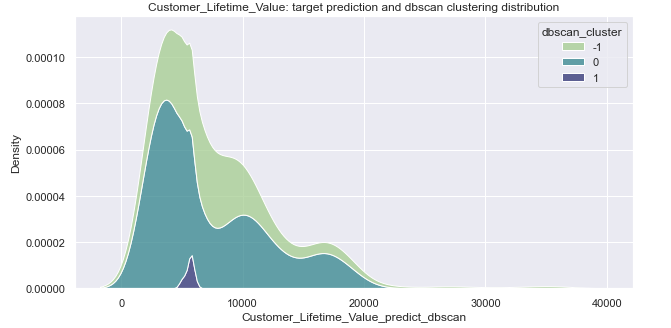 Customer_Lifetime_Value: target prediction and dbscan clustering distribution
dbscan_cluster
-1
0
1
0.00010
0.00008
0.00006
0.00004
0.00002
0.00000
Density
0 10000 20000 30000 40000
Customer_Lifetime_Value_predict_dbscan